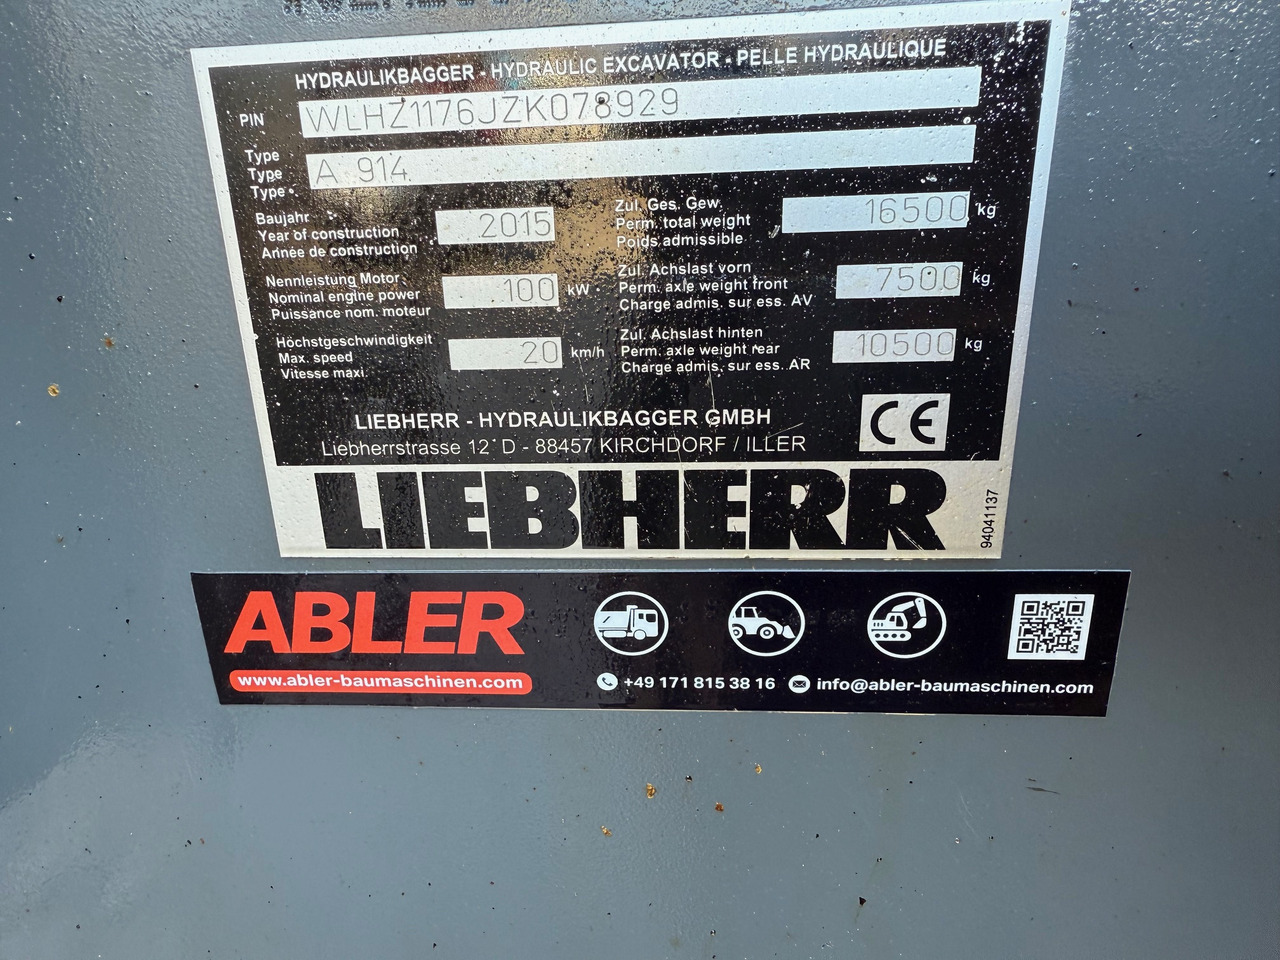 HYDRAULIKBAGGER - HYDRAULIC EXCAVATOR - PELLE HYDRAULIQUE
PIN WLHZ1176JZK078929
Type
Type A 914
Type
Baujahr
Year of construction 2015
Année de construction
Nennleistung Motor
Nominal engine power 100 kW
Puissance nom. moteur
Höchstgeschwindigkeit
Max. speed 20 km/h
Vitesse maxi.
Zul. Ges. Gew.
Perm. total weight 16500 kg
Poids admissible
Zul. Achslast vorn
Perm. axle weight front 7500 kg
Charge admis. sur ess. AV
Zul. Achslast hinten
Perm. axle weight rear 10500 kg
Charge admis. sur ess. AR
LIEBHERR - HYDRAULIKBAGGER GMBH
Liebherrstrasse 12 D - 88457 KIRCHDORF / ILLER
CE
LIEBHERR
94041137
ABLER
www.abler-baumaschinen.com
+49 171 815 38 16 info@abler-baumaschinen.com